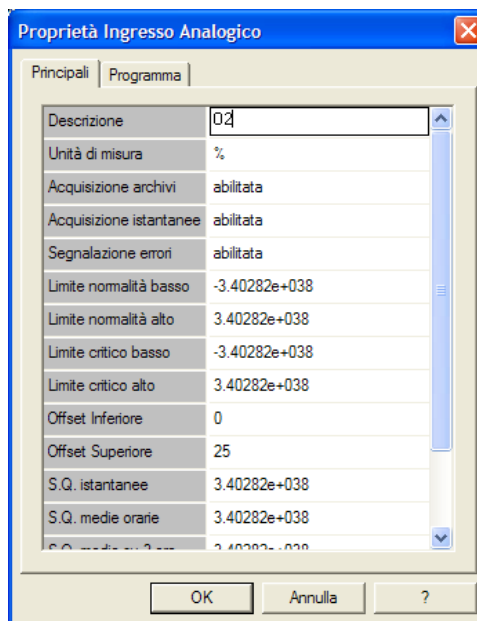 Proprietà Ingresso Analogico
Principali Programma
Descrizione O2
Unità di misura %
Acquisizione archivi abilitata
Acquisizione istantanee abilitata
Segnalazione errori abilitata
Limite normalità basso -3.40282e+038
Limite normalità alto 3.40282e+038
Limite critico basso -3.40282e+038
Limite critico alto 3.40282e+038
Offset Inferiore 0
Offset Superiore 25
S.Q. istantanee 3.40282e+038
S.Q. medie orarie 3.40282e+038
OK Annulla ?